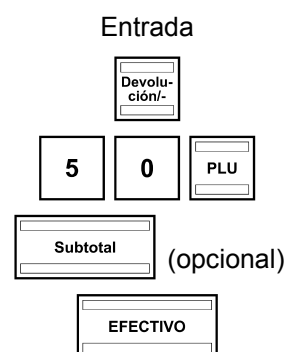 Entrada
Devolu-
ción/-
5 0 PLU
Subtotal (opcional)
EFECTIVO